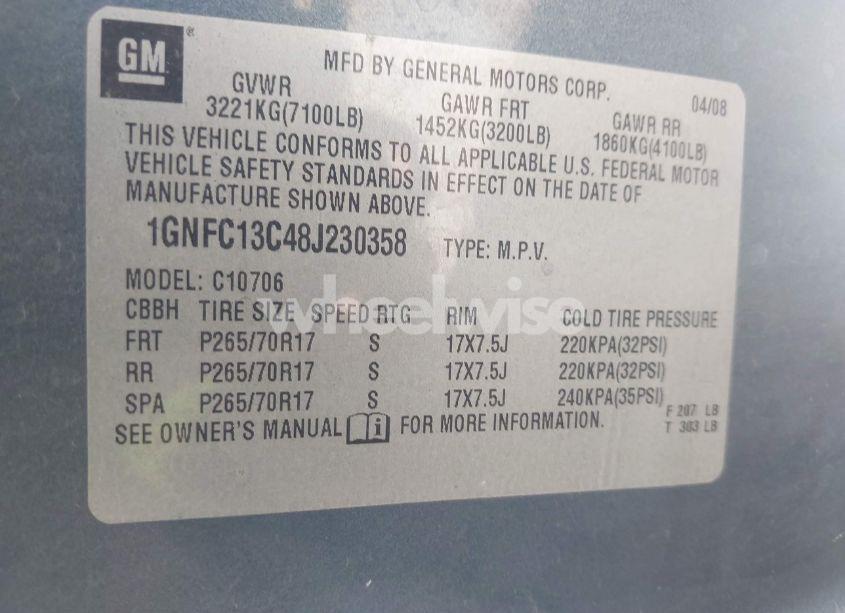 GM
MFD BY GENERAL MOTORS CORP. 04/08
GVWR GAWR FRT GAWR RR
3221KG(7100LB) 1452KG(3200LB) 1860KG(4100LB)
THIS VEHICLE CONFORMS TO ALL APPLICABLE U.S. FEDERAL MOTOR
VEHICLE SAFETY STANDARDS IN EFFECT ON THE DATE OF
MANUFACTURE SHOWN ABOVE.
1GNFC13C48J230358 TYPE: M.P.V.
MODEL: C10706
wheelwise
CBBH TIRE SIZE SPEED RTG RIM COLD TIRE PRESSURE
FRT P265/70R17 S 17X7.5J 220KPA(32PSI)
RR P265/70R17 S 17X7.5J 220KPA(32PSI)
SPA P265/70R17 S 17X7.5J 240KPA(35PSI)
F 207 LB
SEE OWNER'S MANUAL i FOR MORE INFORMATION.
T 303 LB